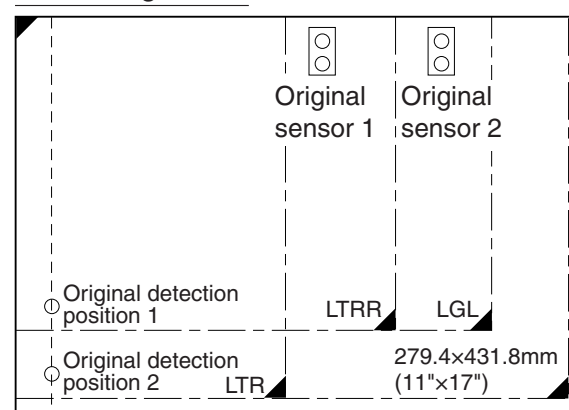 Original
sensor 1
Original
sensor 2
Original detection
position 1
LTRR
LGL
Original detection
position 2
LTR
279.4×431.8mm
(11"×17")